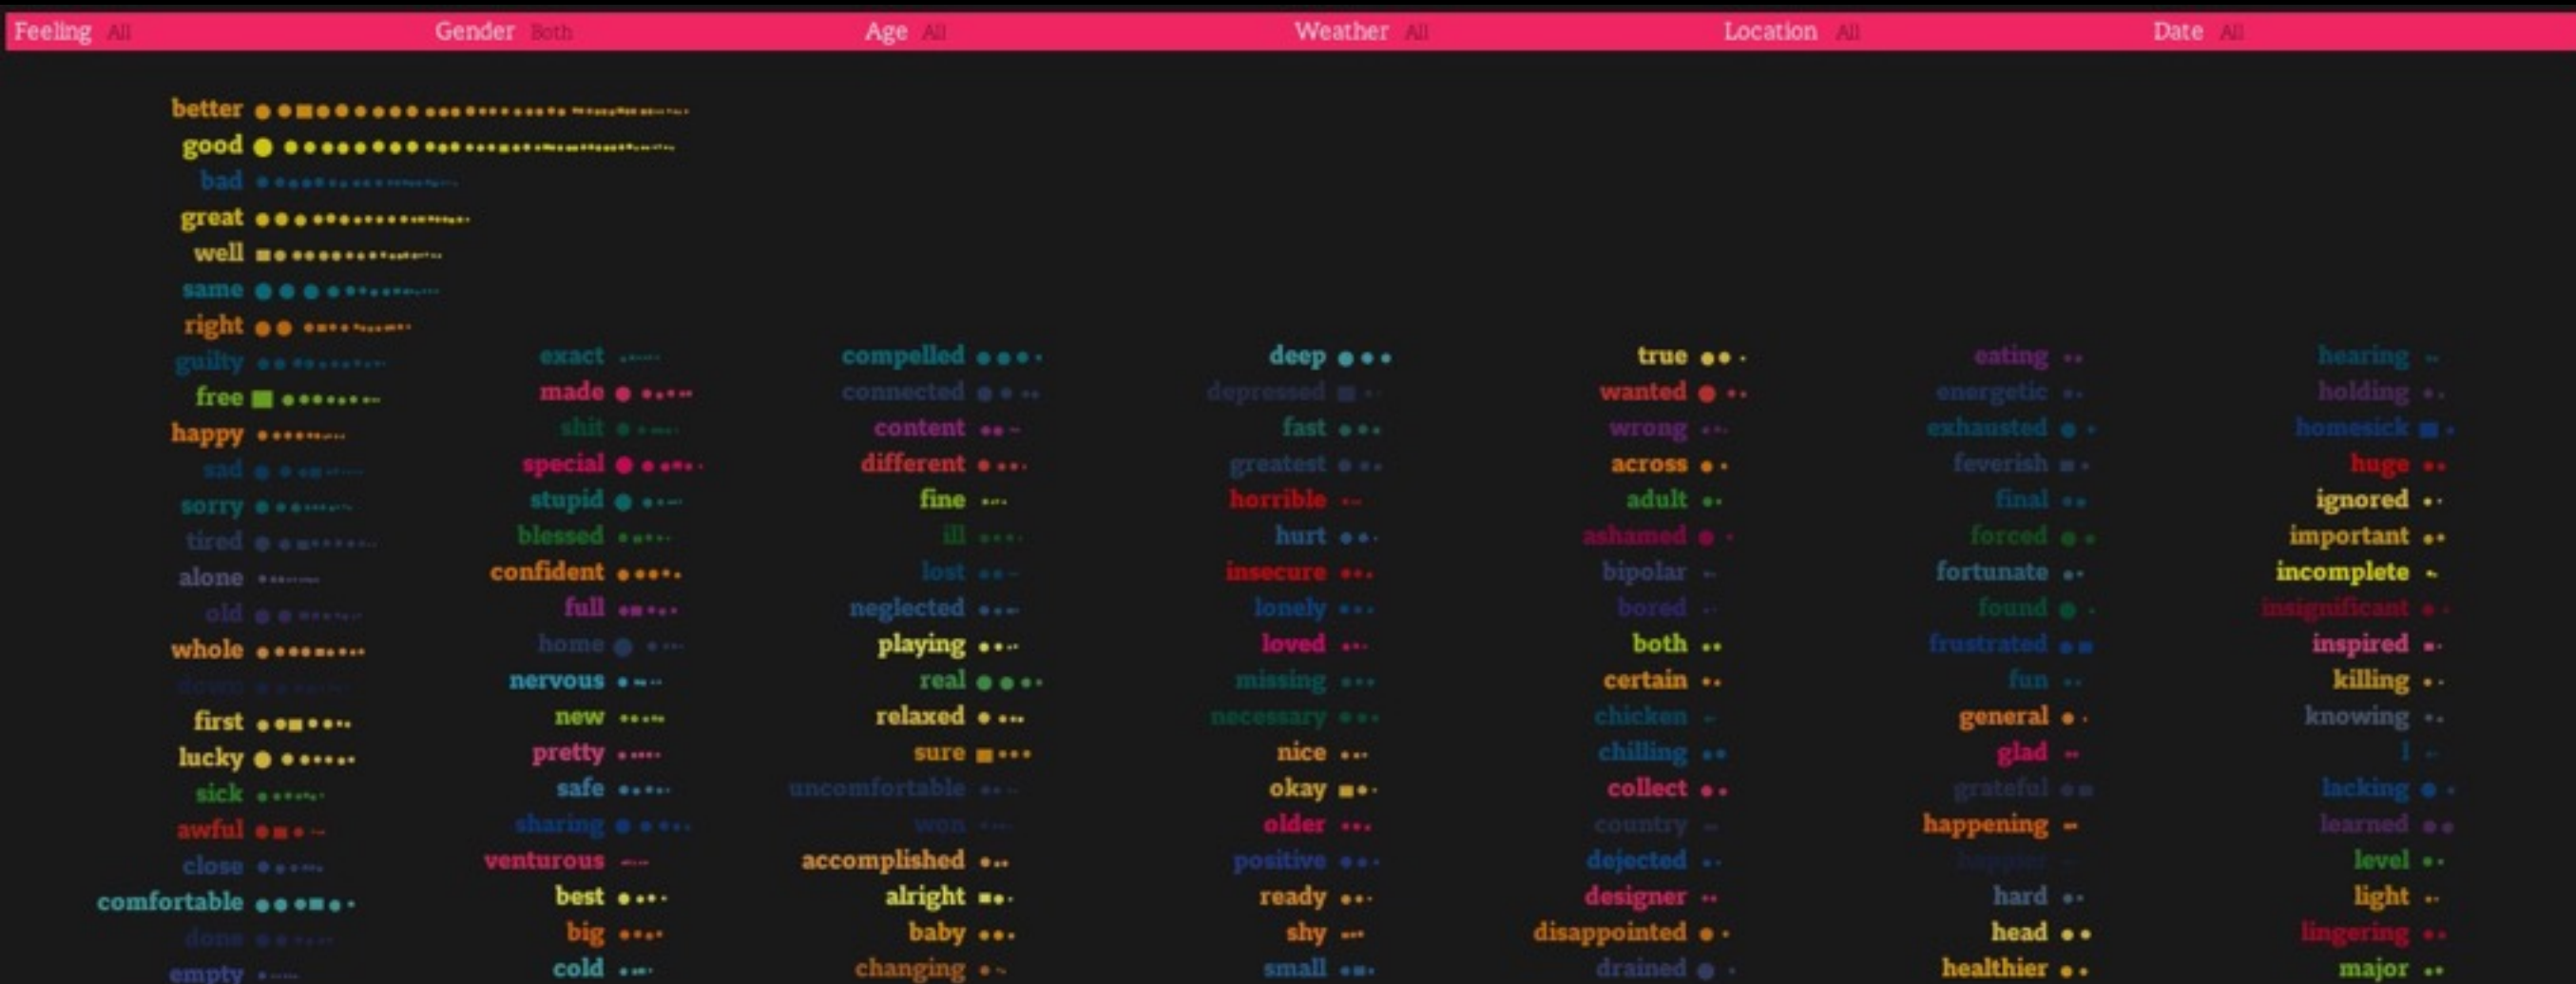 Feeling All Gender Both Age All Weather All Location All Date All
better
good
bad
great
well
same
right
guilty
free
happy
sad
sorry
tired
alone
old
whole
down
first
lucky
sick
awful
close
comfortable
done
empty
exact
made
shit
special
stupid
blessed
confident
full
home
nervous
new
pretty
safe
sharing
venturous
best
big
cold
compelled
connected
content
different
fine
ill
lost
neglected
playing
real
relaxed
sure
uncomfortable
won
accomplished
alright
baby
changing
deep
depressed
fast
greatest
horrible
hurt
insecure
lonely
loved
missing
necessary
nice
okay
older
positive
ready
shy
small
true
wanted
wrong
across
adult
ashamed
bipolar
bored
both
certain
chicken
chilling
collect
country
dejected
designer
disappointed
drained
eating
energetic
exhausted
feverish
final
forced
fortunate
found
frustrated
fun
general
glad
grateful
happening
happier
hard
head
healthier
hearing
holding
homesick
huge
ignored
important
incomplete
insignificant
inspired
killing
knowing
lacking
learned
level
light
lingering
major